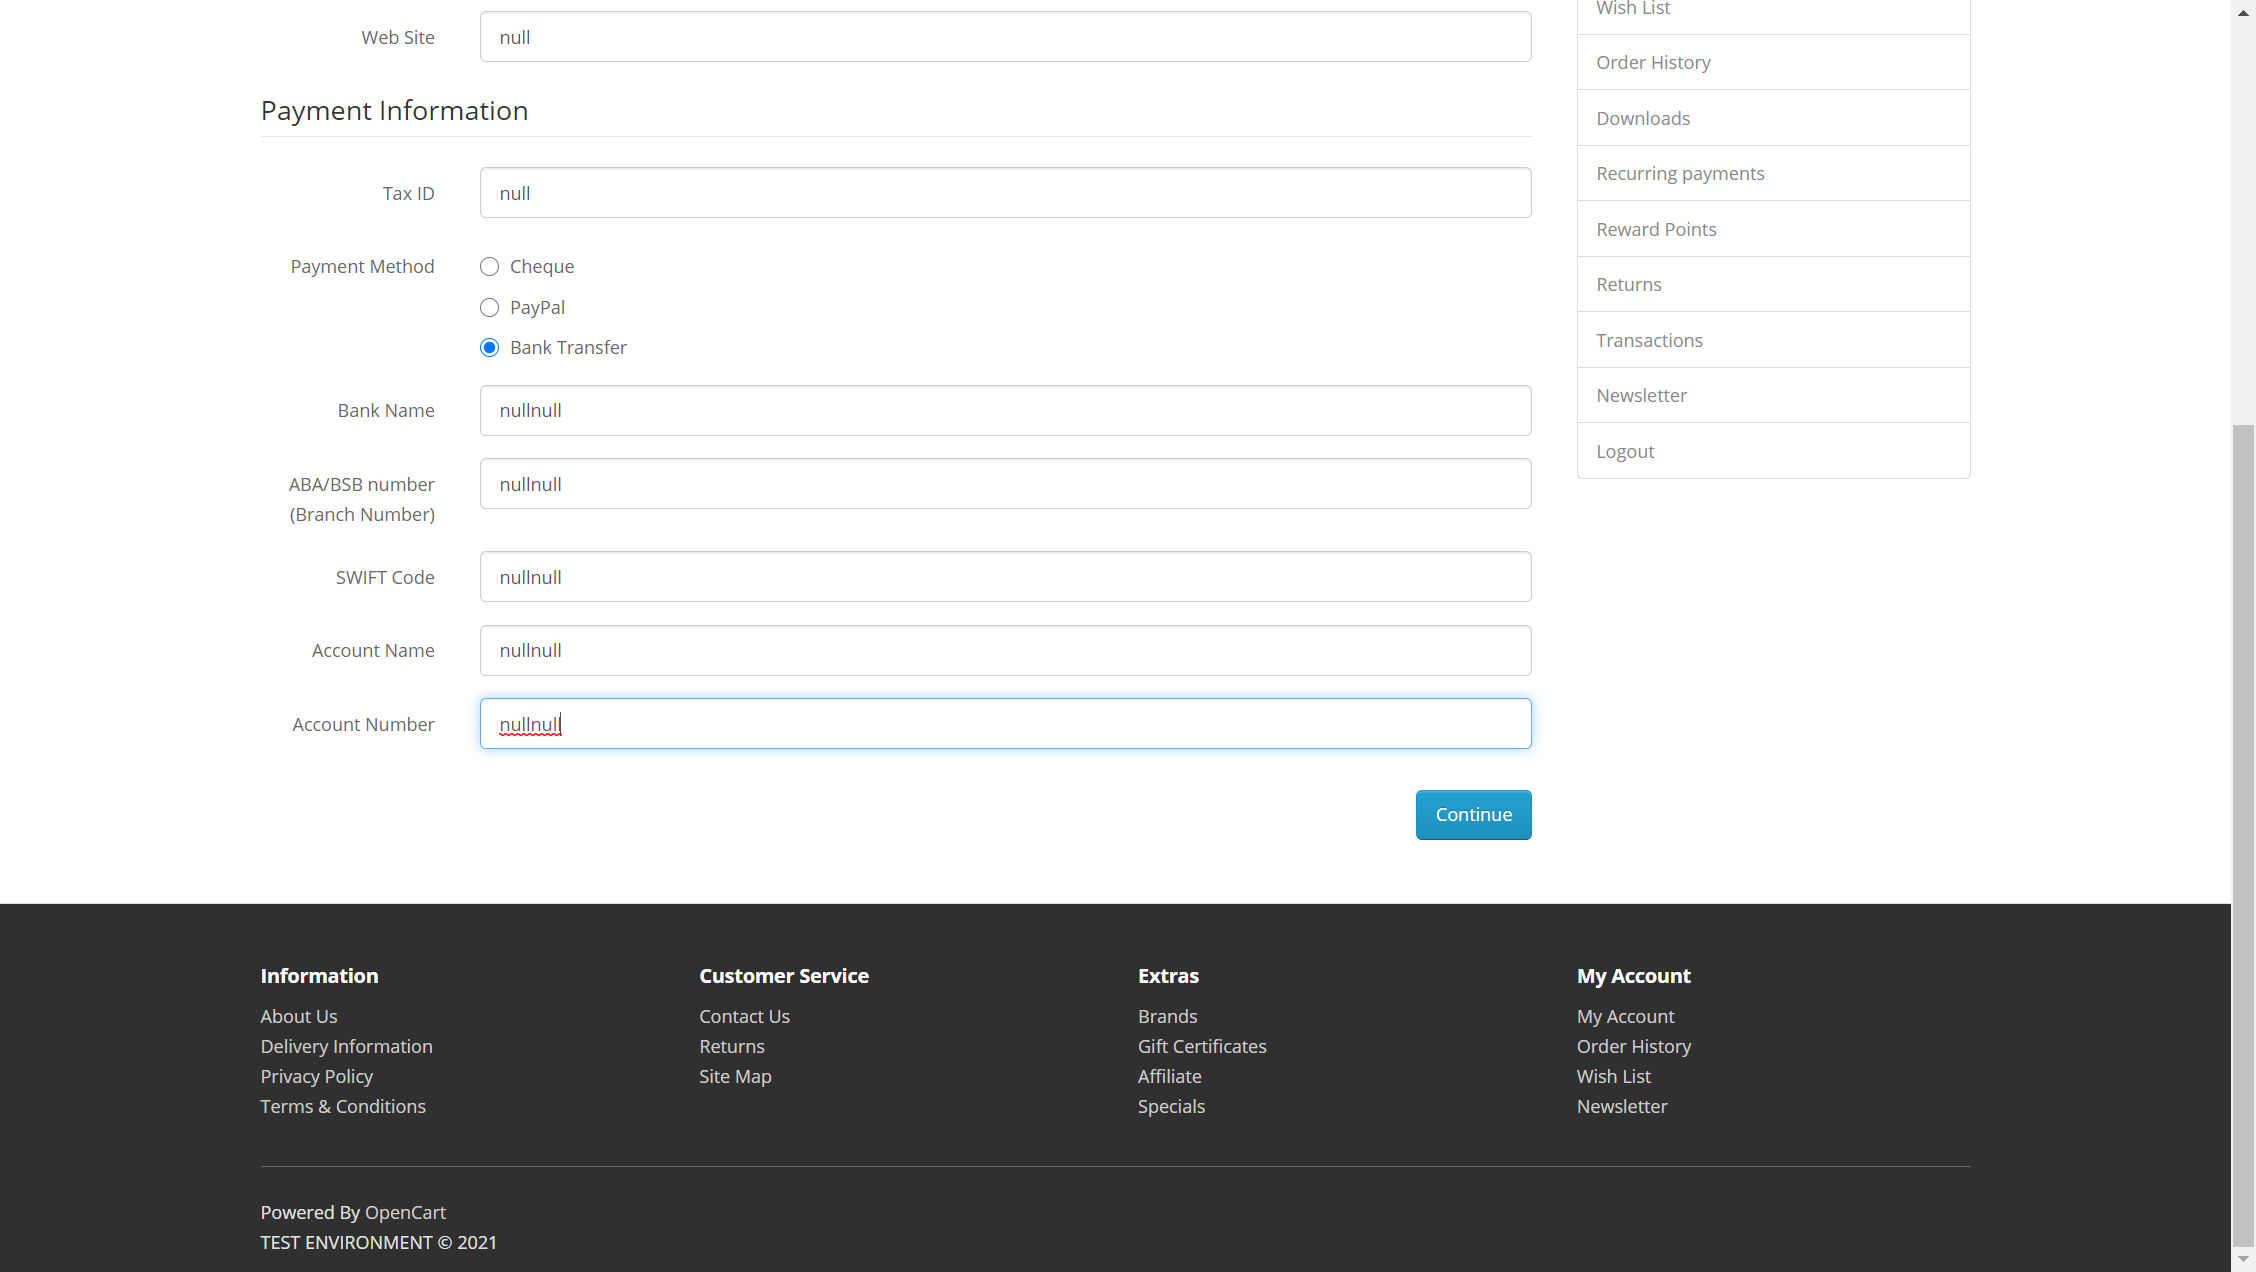 Web Site
null
Payment Information
Tax ID
null
Payment Method
Cheque
PayPal
Bank Transfer
Bank Name
nullnull
ABA/BSB number
(Branch Number)
nullnull
SWIFT Code
nullnull
Account Name
nullnull
Account Number
nullnull
Continue
Wish List
Order History
Downloads
Recurring payments
Reward Points
Returns
Transactions
Newsletter
Logout
Information
About Us
Delivery Information
Privacy Policy
Terms & Conditions
Customer Service
Contact Us
Returns
Site Map
Extras
Brands
Gift Certificates
Affiliate
Specials
My Account
My Account
Order History
Wish List
Newsletter
Powered By OpenCart
TEST ENVIRONMENT © 2021